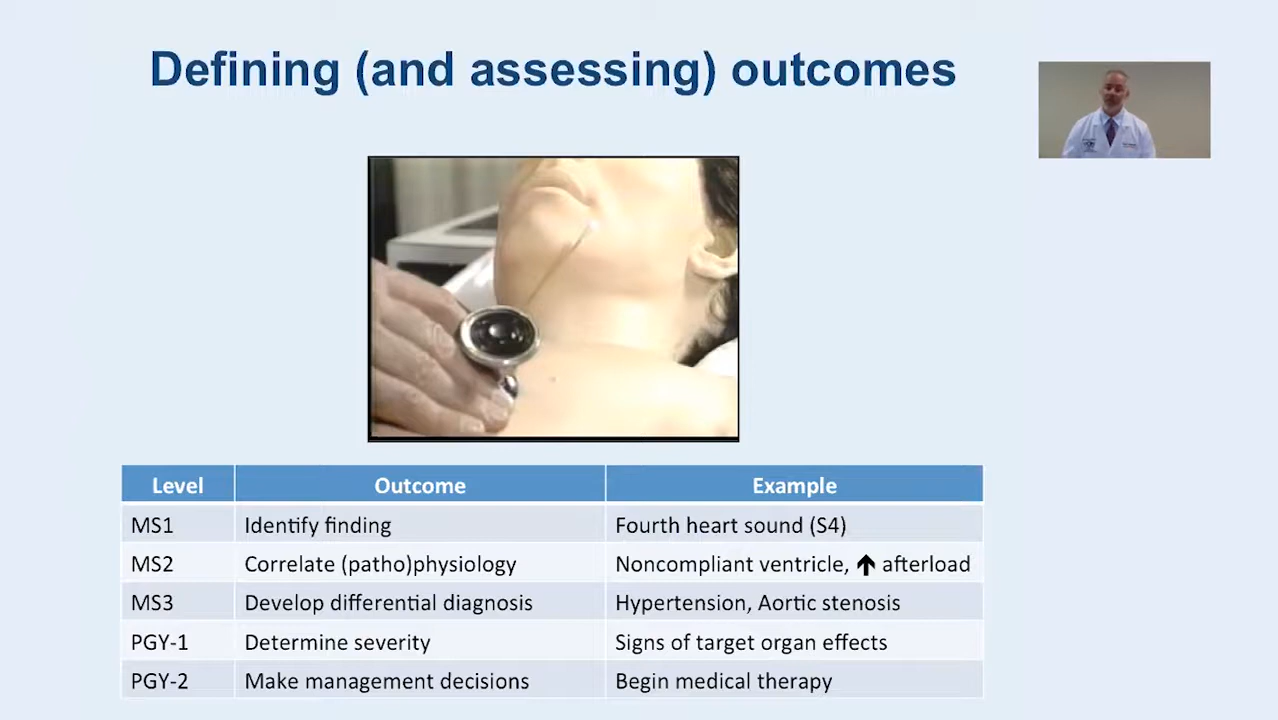 Defining (and assessing) outcomes
Level Outcome Example
MS1 Identify finding Fourth heart sound (S4)
MS2 Correlate (patho)physiology Noncompliant ventricle, ↑ afterload
MS3 Develop differential diagnosis Hypertension, Aortic stenosis
PGY-1 Determine severity Signs of target organ effects
PGY-2 Make management decisions Begin medical therapy